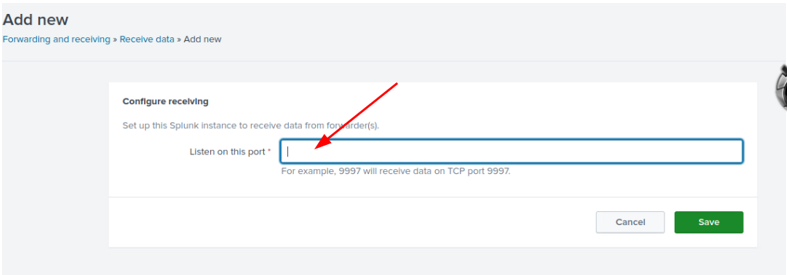 Add new
Forwarding and receiving » Receive data » Add new
Configure receiving
Set up this Splunk instance to receive data from forwarder(s).
Listen on this port *
For example, 9997 will receive data on TCP port 9997.
Cancel Save